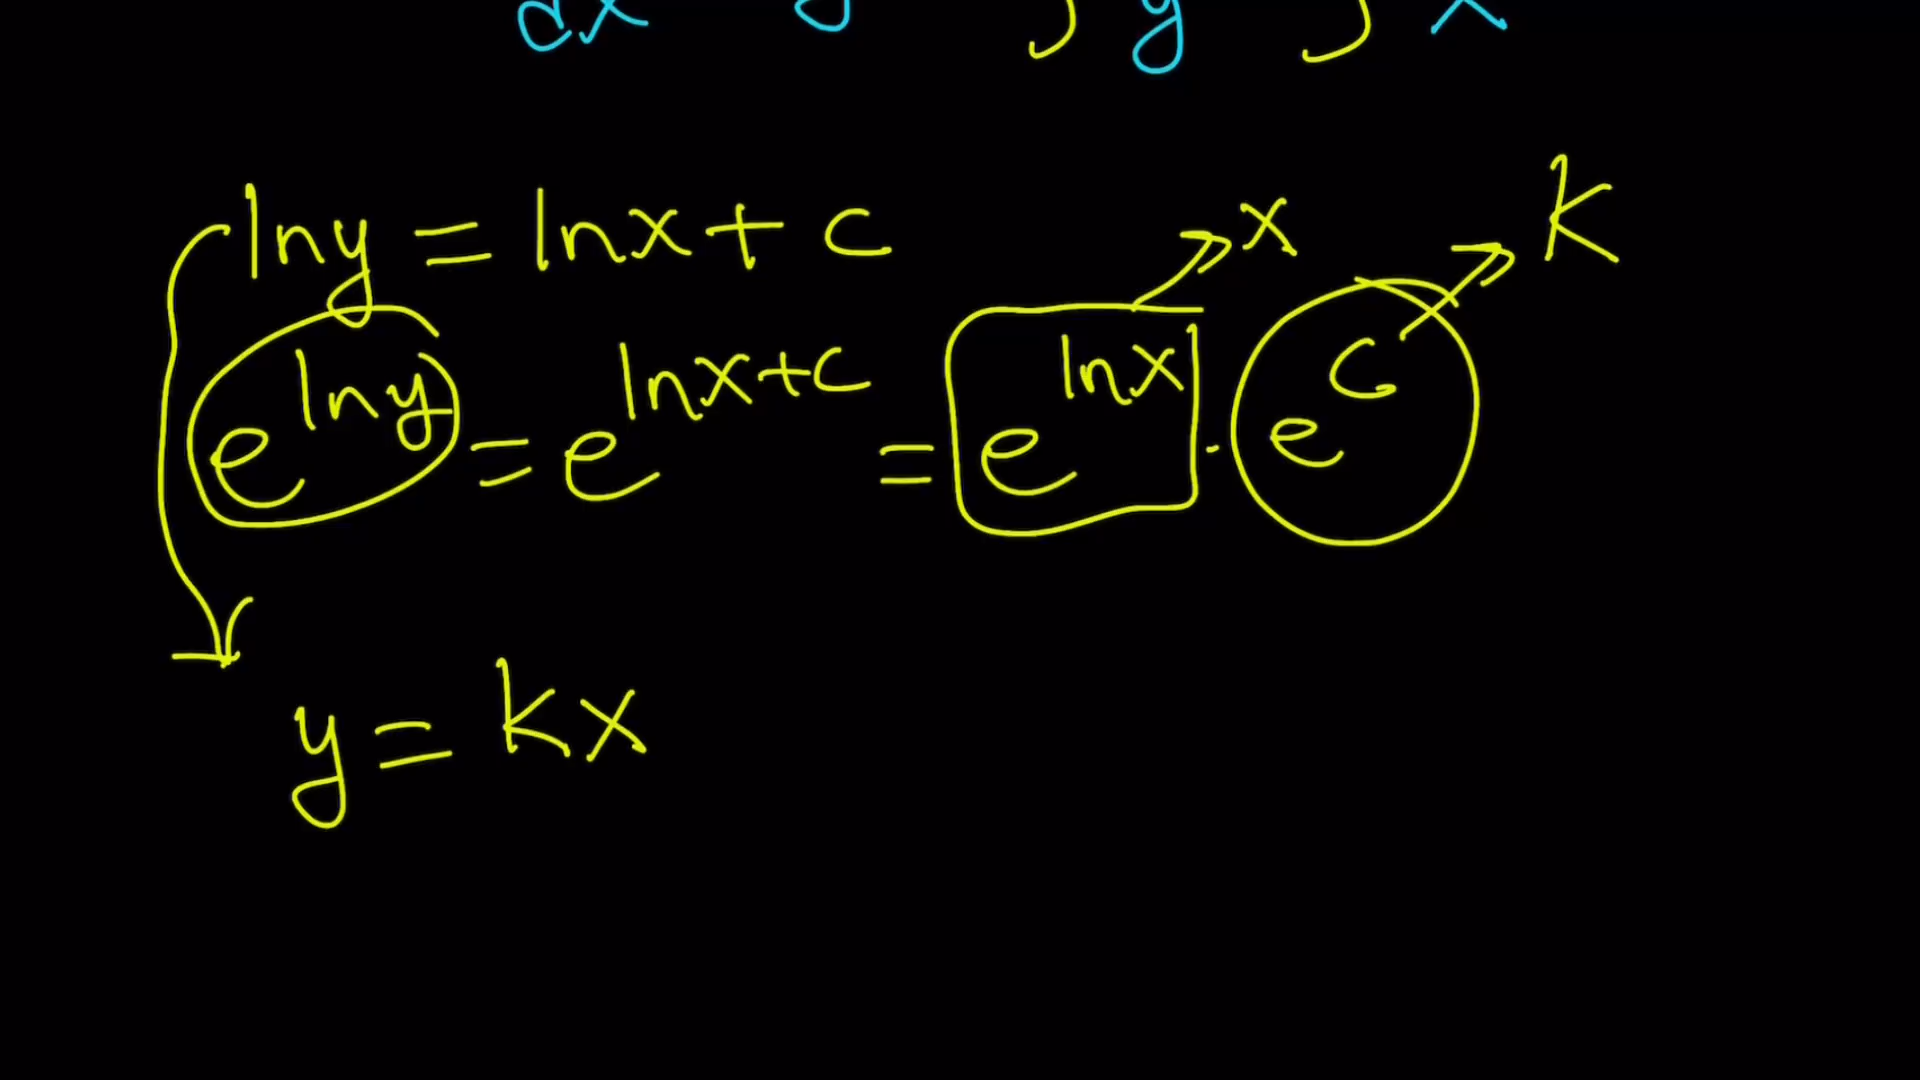 ln y = ln x + c
x k
e^{ln y} = e^{ln x + c} = e^{ln x} · e^{c}
y = kx